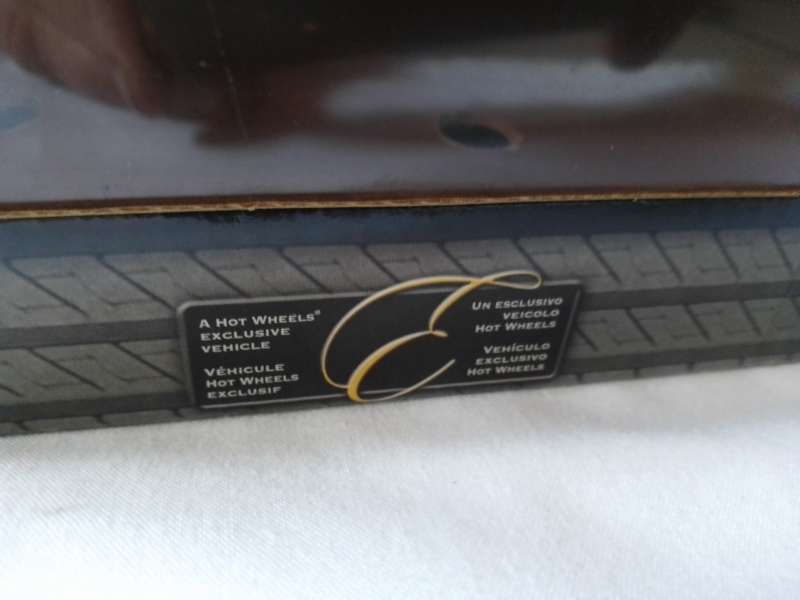 A HOT WHEELS®
EXCLUSIVE
VEHICLE
VÉHICULE
HOT WHEELS
EXCLUSIF
E
UN ESCLUSIVO
VEICOLO
HOT WHEELS
VEHÍCULO
EXCLUSIVO
HOT WHEELS